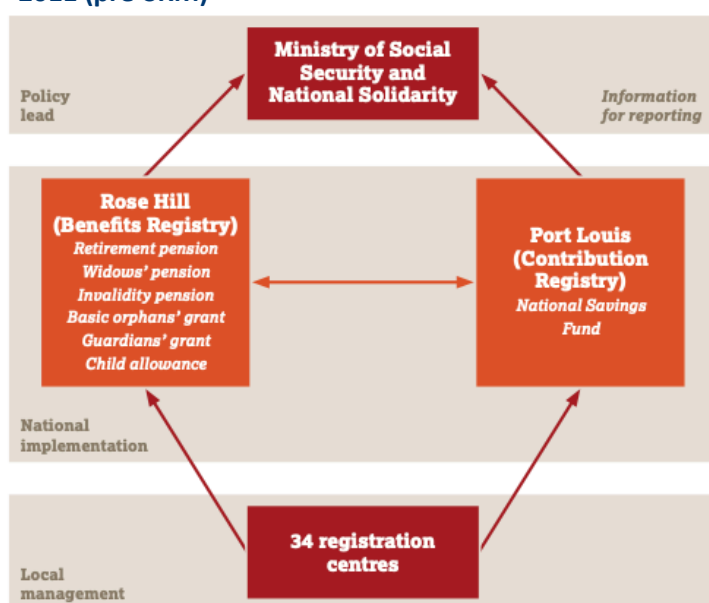 Ministry of Social
Security and
National Solidarity
Policy
lead
Information
for reporting
Rose Hill
(Benefits Registry)
Retirement pension
Widows' pension
Invalidity pension
Basic orphans' grant
Guardians' grant
Child allowance
Port Louis
(Contribution
Registry)
National Savings
Fund
National
implementation
34 registration
centres
Local
management